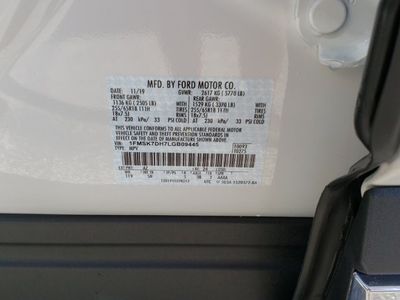 MFD. BY FORD MOTOR CO.
DATE: 11/19 GVWR: 2617 KG ( 5770 LB)
FRONT GAWR: REAR GAWR:
1136 KG ( 2505 LB) 1529 KG ( 3370 LB)
255/65R18 111H 255/65R18 111H
18x7.5J 18x7.5J
AT 230 kPa/ 33 PSI COLD AT 230 kPa/ 33 PSI COLD
THIS VEHICLE CONFORMS TO ALL APPLICABLE FEDERAL MOTOR
VEHICLE SAFETY AND THEFT PREVENTION STANDARDS IN EFFECT ON
THE DATE OF MANUFACTURE SHOWN ABOVE.
VIN: 1FMSK7DH7LGB09445
TYPE: MPV